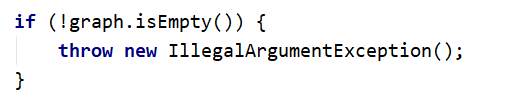 if (!graph.isEmpty()) {
    throw new IllegalArgumentException();
}